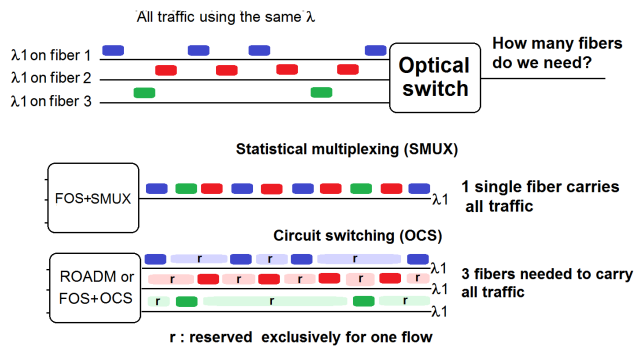 All traffic using the same λ
λ1 on fiber 1
λ1 on fiber 2
λ1 on fiber 3
Optical
switch
How many fibers
do we need?
Statistical multiplexing (SMUX)
FOS+SMUX
λ1
1 single fiber carries
all traffic
Circuit switching (OCS)
ROADM or
FOS+OCS
r r r
λ1
r r r r r
λ1
r r r
λ1
3 fibers needed to carry
all traffic
r : reserved exclusively for one flow